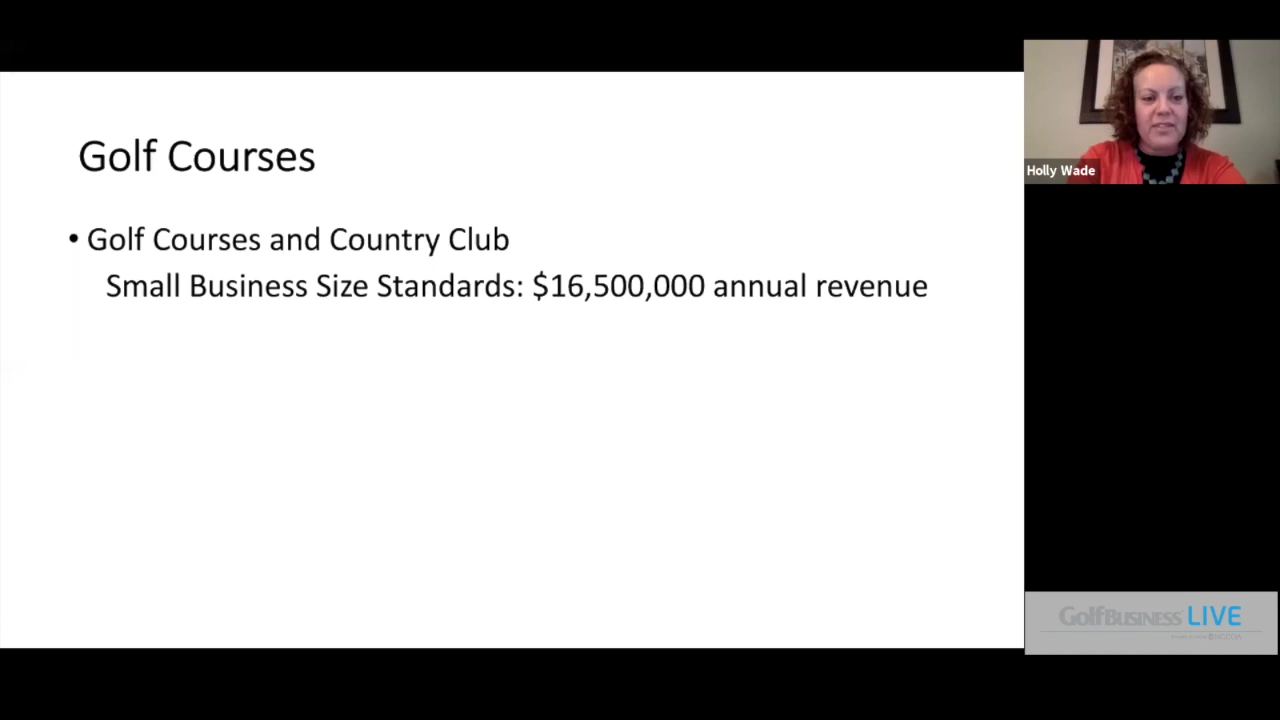 Golf Courses
• Golf Courses and Country Club
Small Business Size Standards: $16,500,000 annual revenue
Holly Wade
GolfBusiness LIVE